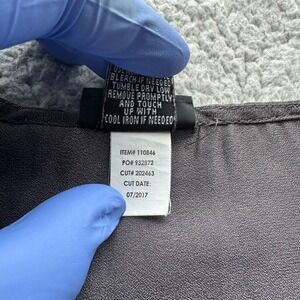 BLEACH IF NEEDED
TUMBLE DRY LOW
REMOVE PROMPTLY
AND TOUCH
UP WITH
COOL IRON IF NEEDED
ITEM# 110846
PO# 932872
CUT# 202463
CUT DATE:
07/2017